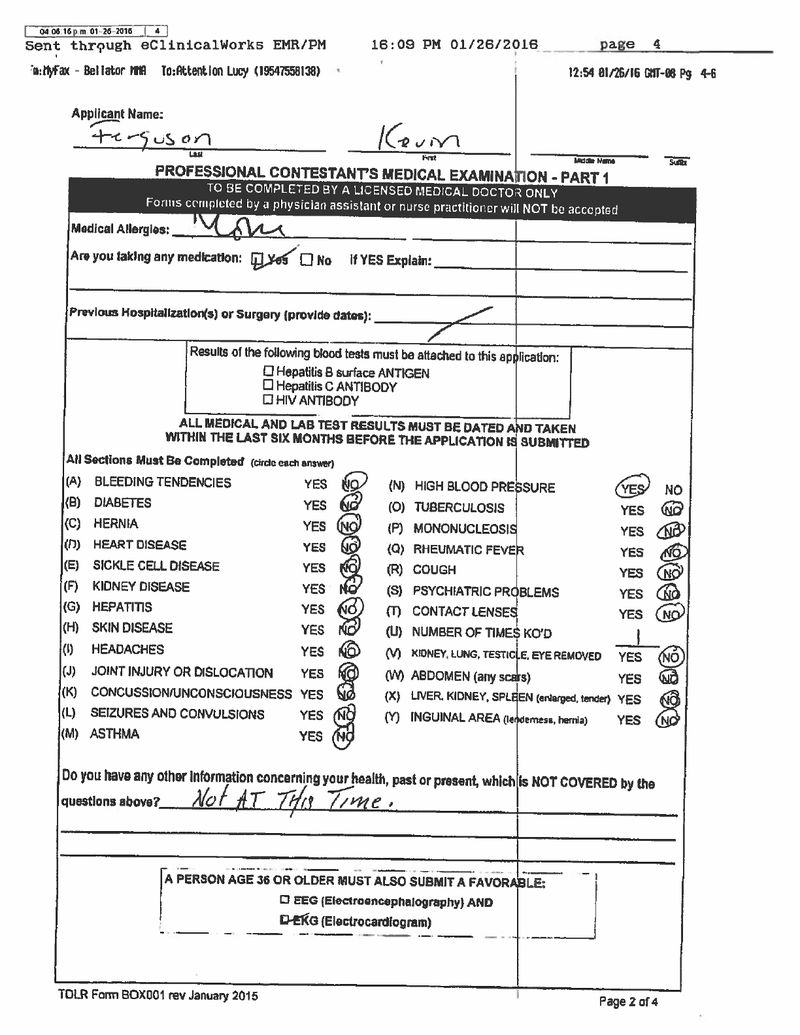 04 06 16 p m 01-26-2016 4
Sent through eClinicalWorks EMR/PM 16:09 PM 01/26/2016 page 4
m:MyFax - Bellator MMA To:Attention Lucy (19547558138) 12:54 01/26/16 GMT-08 Pg 4-6
Applicant Name:
Ferguson Kevin
Last First Middle Name Suffix
PROFESSIONAL CONTESTANT'S MEDICAL EXAMINATION - PART 1
TO BE COMPLETED BY A LICENSED MEDICAL DOCTOR ONLY
Forms completed by a physician assistant or nurse practitioner will NOT be accepted
Medical Allergies:
Are you taking any medication: ☐ Yes ☐ No If YES Explain:
Previous Hospitalization(s) or Surgery (provide dates):
Results of the following blood tests must be attached to this application:
☐ Hepatitis B surface ANTIGEN
☐ Hepatitis C ANTIBODY
☐ HIV ANTIBODY
ALL MEDICAL AND LAB TEST RESULTS MUST BE DATED AND TAKEN
WITHIN THE LAST SIX MONTHS BEFORE THE APPLICATION IS SUBMITTED
All Sections Must Be Completed (circle each answer)
(A) BLEEDING TENDENCIES YES NO
(B) DIABETES YES NO
(C) HERNIA YES NO
(D) HEART DISEASE YES NO
(E) SICKLE CELL DISEASE YES NO
(F) KIDNEY DISEASE YES NO
(G) HEPATITIS YES NO
(H) SKIN DISEASE YES NO
(I) HEADACHES YES NO
(J) JOINT INJURY OR DISLOCATION YES NO
(K) CONCUSSION/UNCONSCIOUSNESS YES NO
(L) SEIZURES AND CONVULSIONS YES NO
(M) ASTHMA YES NO
(N) HIGH BLOOD PRESSURE YES NO
(O) TUBERCULOSIS YES NO
(P) MONONUCLEOSIS YES NO
(Q) RHEUMATIC FEVER YES NO
(R) COUGH YES NO
(S) PSYCHIATRIC PROBLEMS YES NO
(T) CONTACT LENSES YES NO
(U) NUMBER OF TIMES KO'D 1
(V) KIDNEY, LUNG, TESTICLE, EYE REMOVED YES NO
(W) ABDOMEN (any scars) YES NO
(X) LIVER, KIDNEY, SPLEEN (enlarged, tender) YES NO
(Y) INGUINAL AREA (tenderness, hernia) YES NO
Do you have any other information concerning your health, past or present, which is NOT COVERED by the
questions above? Not AT THis Time.
A PERSON AGE 36 OR OLDER MUST ALSO SUBMIT A FAVORABLE:
☐ EEG (Electroencephalography) AND
☐ EKG (Electrocardiogram)
TDLR Form BOX001 rev January 2015 Page 2 of 4